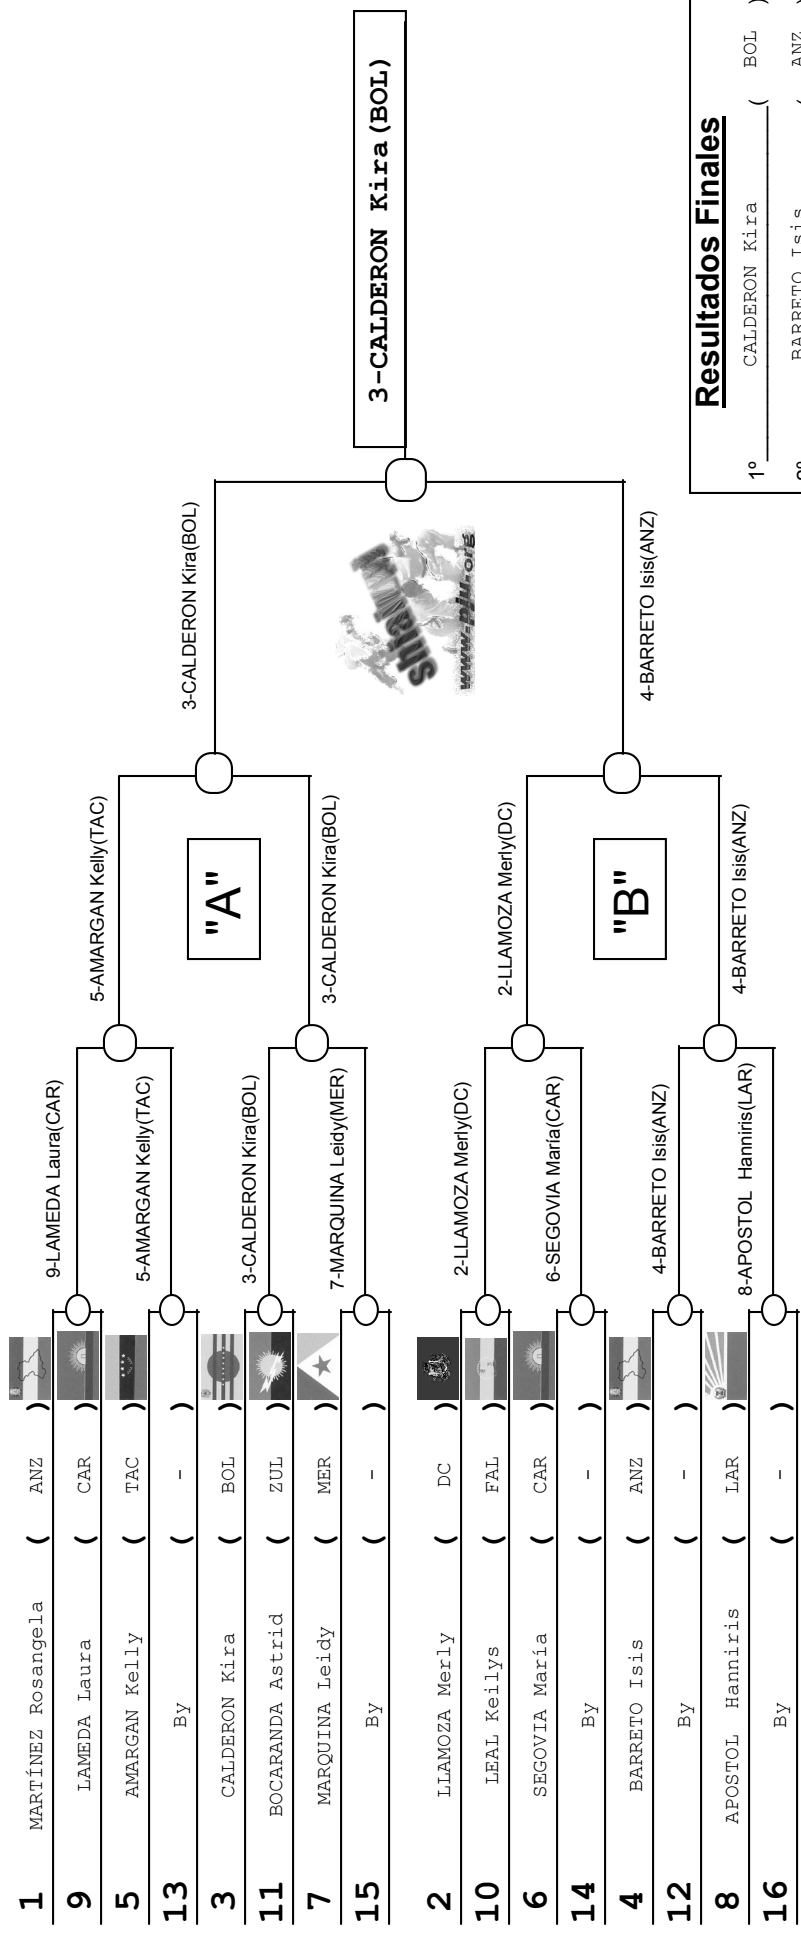 1 MARTÍNEZ Rosangela ( ANZ )
9 LAMEDA Laura ( CAR )
5 AMARGAN Kelly ( TAC )
13 By ( - )
3 CALDERON Kira ( BOL )
11 BOCARANDA Astrid ( ZUL )
7 MARQUINA Leidy ( MER )
15 By ( - )
2 LLAMOZA Merly ( DC )
10 LEAL Keilys ( FAL )
6 SEGOVIA María ( CAR )
14 By ( - )
4 BARRETO Isis ( ANZ )
12 By ( - )
8 APOSTOL Hanniris ( LAR )
16 By ( - )
9-LAMEDA Laura(CAR)
5-AMARGAN Kelly(TAC)
3-CALDERON Kira(BOL)
7-MARQUINA Leidy(MER)
2-LLAMOZA Merly(DC)
6-SEGOVIA María(CAR)
4-BARRETO Isis(ANZ)
8-APOSTOL Hanniris(LAR)
5-AMARGAN Kelly(TAC)
"A"
3-CALDERON Kira(BOL)
2-LLAMOZA Merly(DC)
"B"
4-BARRETO Isis(ANZ)
3-CALDERON Kira(BOL)
4-BARRETO Isis(ANZ)
www.pju.org
3-CALDERON Kira(BOL)
Resultados Finales
1º CALDERON Kira ( BOL )
BARRETO Isis ( ANZ )